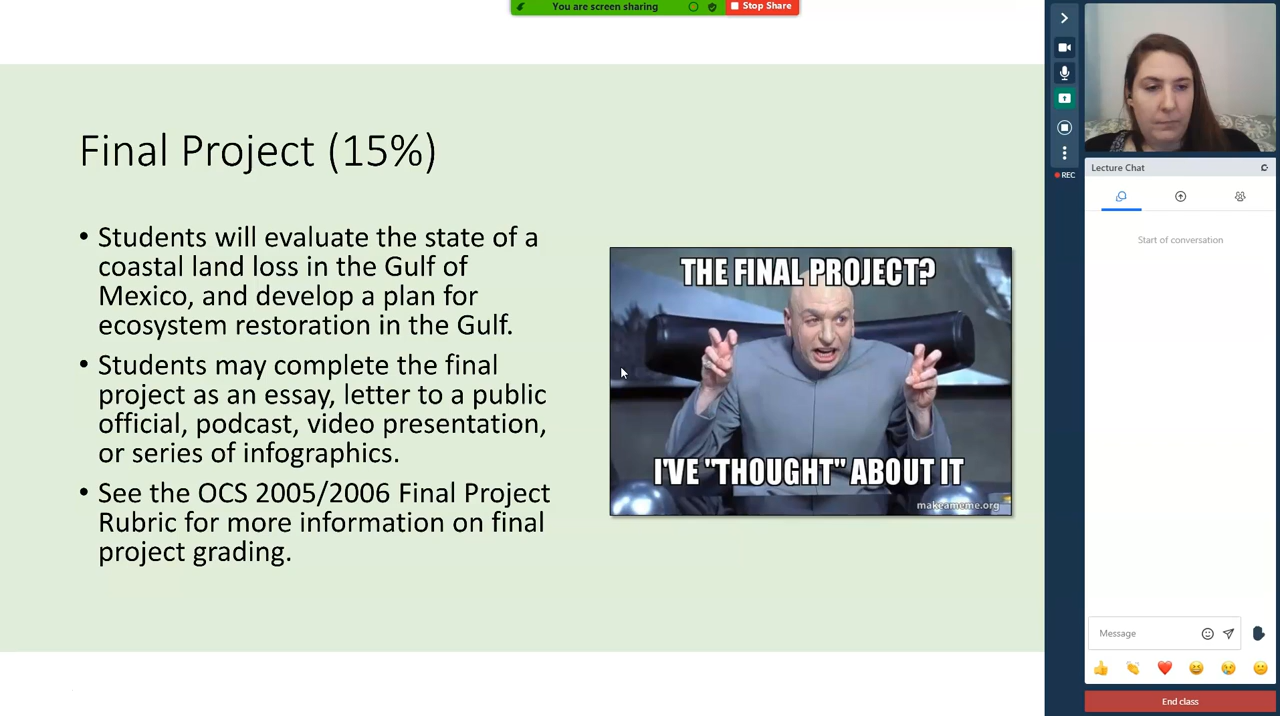 You are screen sharing
Stop Share
Final Project (15%)
• Students will evaluate the state of a
coastal land loss in the Gulf of
Mexico, and develop a plan for
ecosystem restoration in the Gulf.
• Students may complete the final
project as an essay, letter to a public
official, podcast, video presentation,
or series of infographics.
• See the OCS 2005/2006 Final Project
Rubric for more information on final
project grading.
THE FINAL PROJECT?
I'VE "THOUGHT" ABOUT IT
makeameme.org
REC
Lecture Chat
Start of conversation
Message
End class